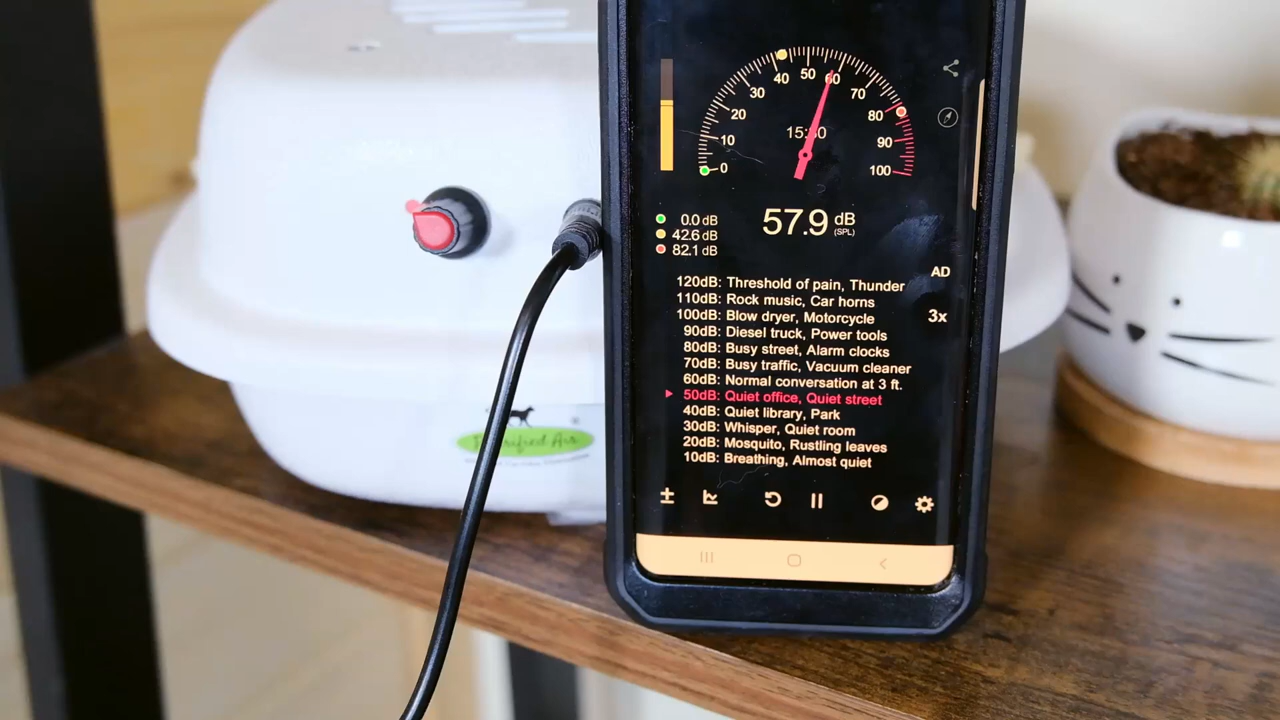 0
10
20
30
40
50
60
70
80
90
100
57.9 dB
(SPL)
0.0 dB
42.6 dB
82.1 dB
AD
3x
120dB: Threshold of pain, Thunder
110dB: Rock music, Car horns
100dB: Blow dryer, Motorcycle
90dB: Diesel truck, Power tools
80dB: Busy street, Alarm clocks
70dB: Busy traffic, Vacuum cleaner
60dB: Normal conversation at 3 ft.
50dB: Quiet office, Quiet street
40dB: Quiet library, Park
30dB: Whisper, Quiet room
20dB: Mosquito, Rustling leaves
10dB: Breathing, Almost quiet
Air